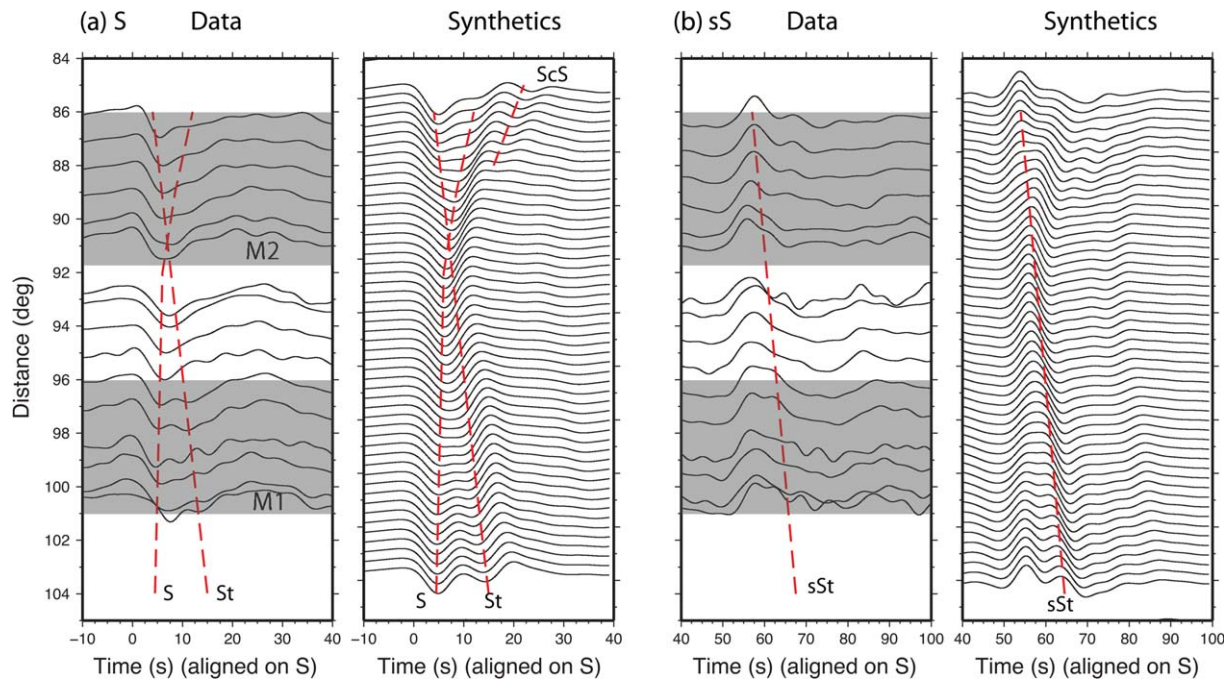 (a) S Data Synthetics (b) sS Data Synthetics
84
86
88
90
92
94
96
98
100
102
104
Distance (deg)
ScS
M2
M1
S St
S St
sSt
sSt
−10 0 10 20 30 40
−10 0 10 20 30 40
40 50 60 70 80 90 100
40 50 60 70 80 90 100
Time (s) (aligned on S) Time (s) (aligned on S) Time (s) (aligned on S) Time (s) (aligned on S)